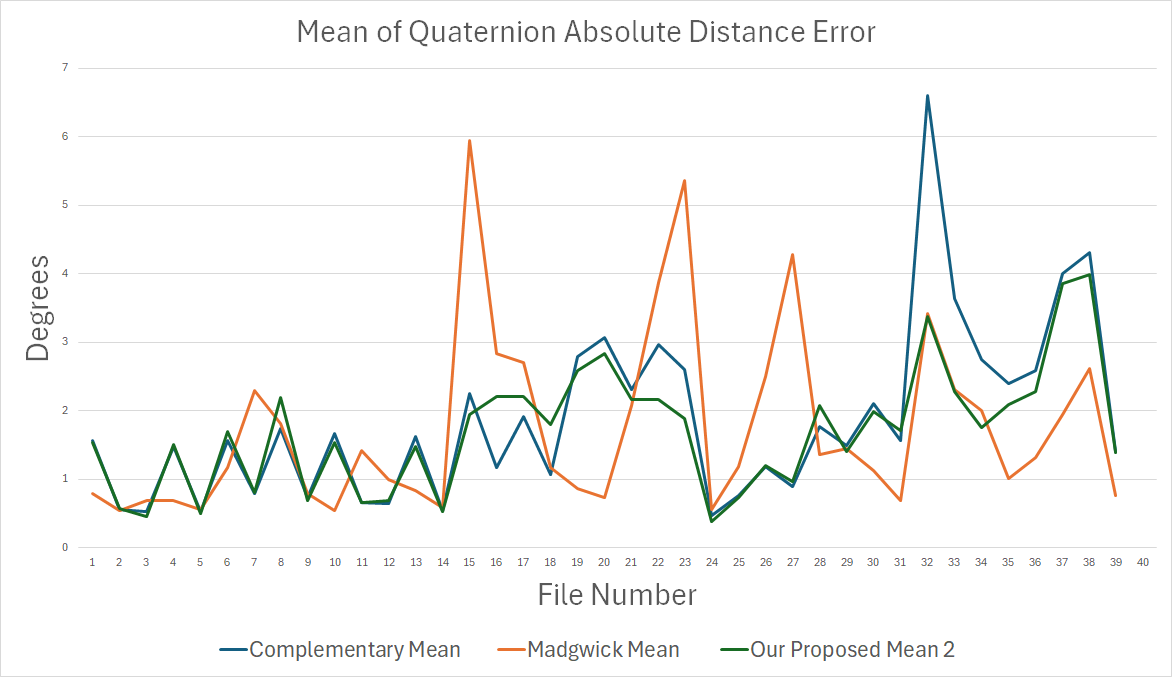 Mean of Quaternion Absolute Distance Error
7
6
5
4
3
2
1
0
Degrees
1 2 3 4 5 6 7 8 9 10 11 12 13 14 15 16 17 18 19 20 21 22 23 24 25 26 27 28 29 30 31 32 33 34 35 36 37 38 39 40
File Number
Complementary Mean Madgwick Mean Our Proposed Mean 2